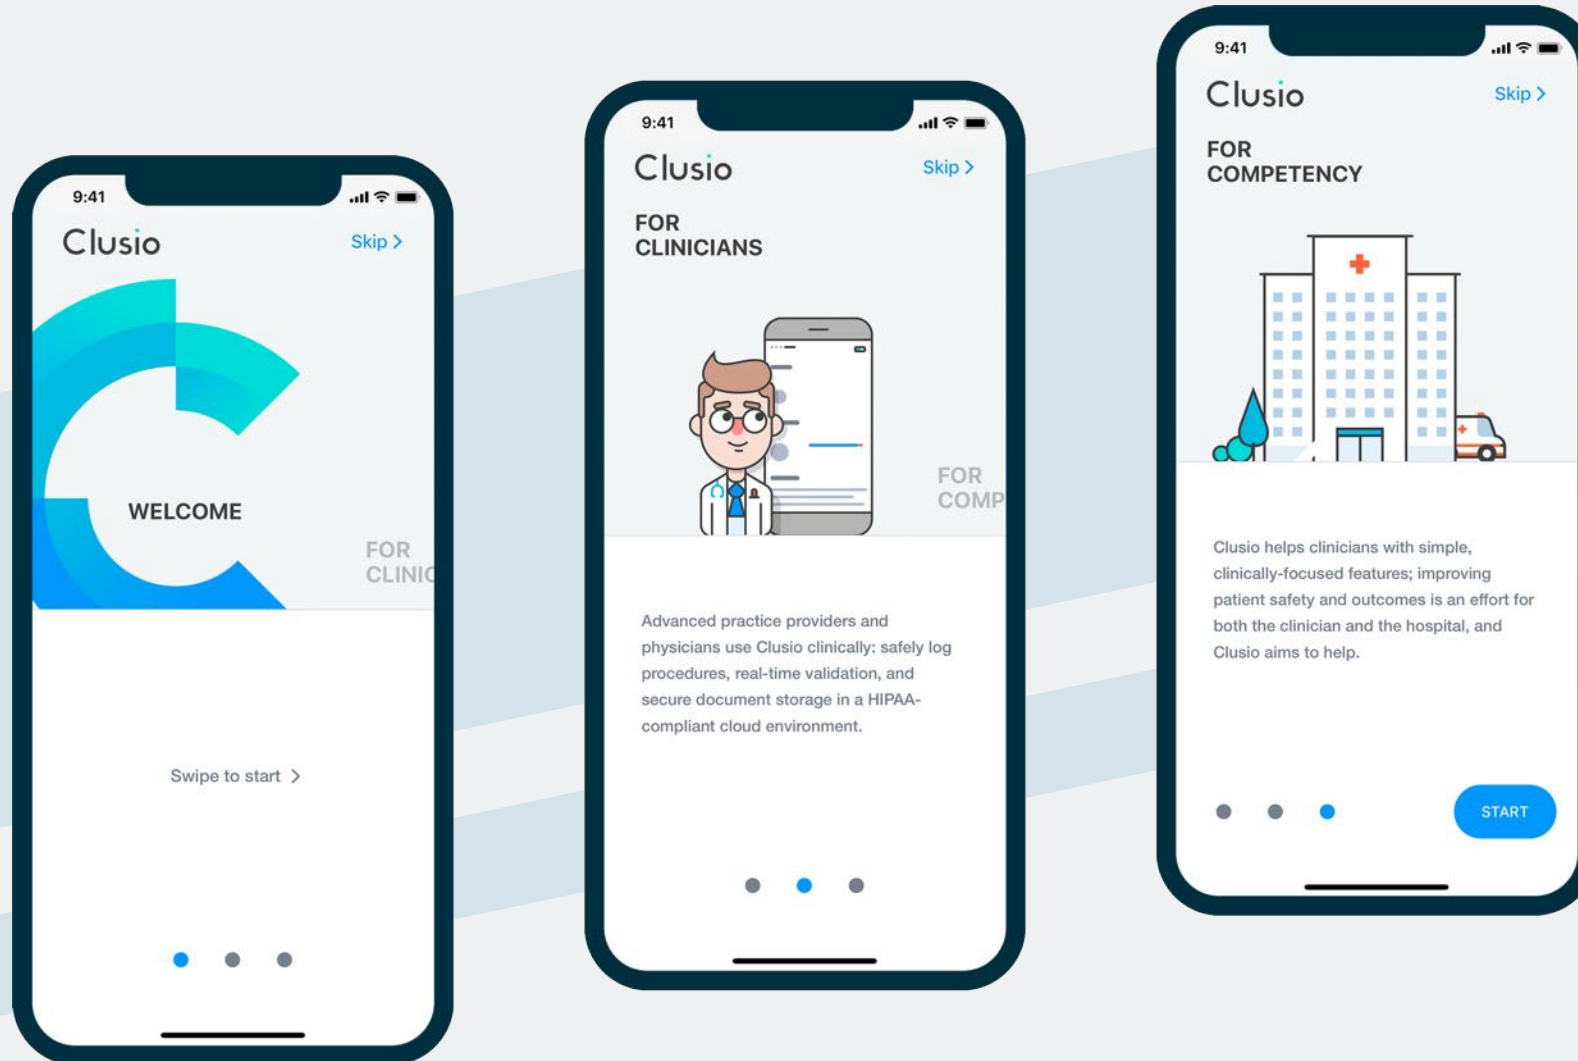 9:41
Clusio
Skip >
WELCOME
FOR
CLINIC
Swipe to start >
9:41
Clusio
Skip >
FOR
CLINICIANS
FOR
COMP
Advanced practice providers and
physicians use Clusio clinically: safely log
procedures, real-time validation, and
secure document storage in a HIPAA-
compliant cloud environment.
9:41
Clusio
Skip >
FOR
COMPETENCY
Clusio helps clinicians with simple,
clinically-focused features; improving
patient safety and outcomes is an effort for
both the clinician and the hospital, and
Clusio aims to help.
START